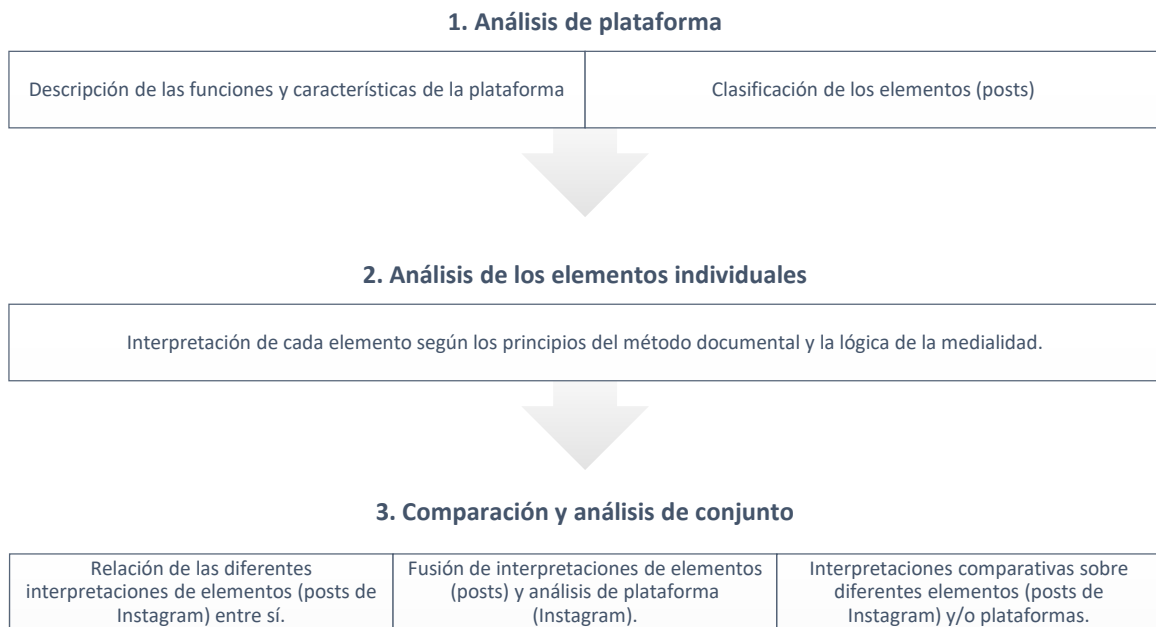 1. Análisis de plataforma
Descripción de las funciones y características de la plataforma
Clasificación de los elementos (posts)
2. Análisis de los elementos individuales
Interpretación de cada elemento según los principios del método documental y la lógica de la medialidad.
3. Comparación y análisis de conjunto
Relación de las diferentes
interpretaciones de elementos (posts de
Instagram) entre sí.
Fusión de interpretaciones de elementos
(posts) y análisis de plataforma
(Instagram).
Interpretaciones comparativas sobre
diferentes elementos (posts de
Instagram) y/o plataformas.